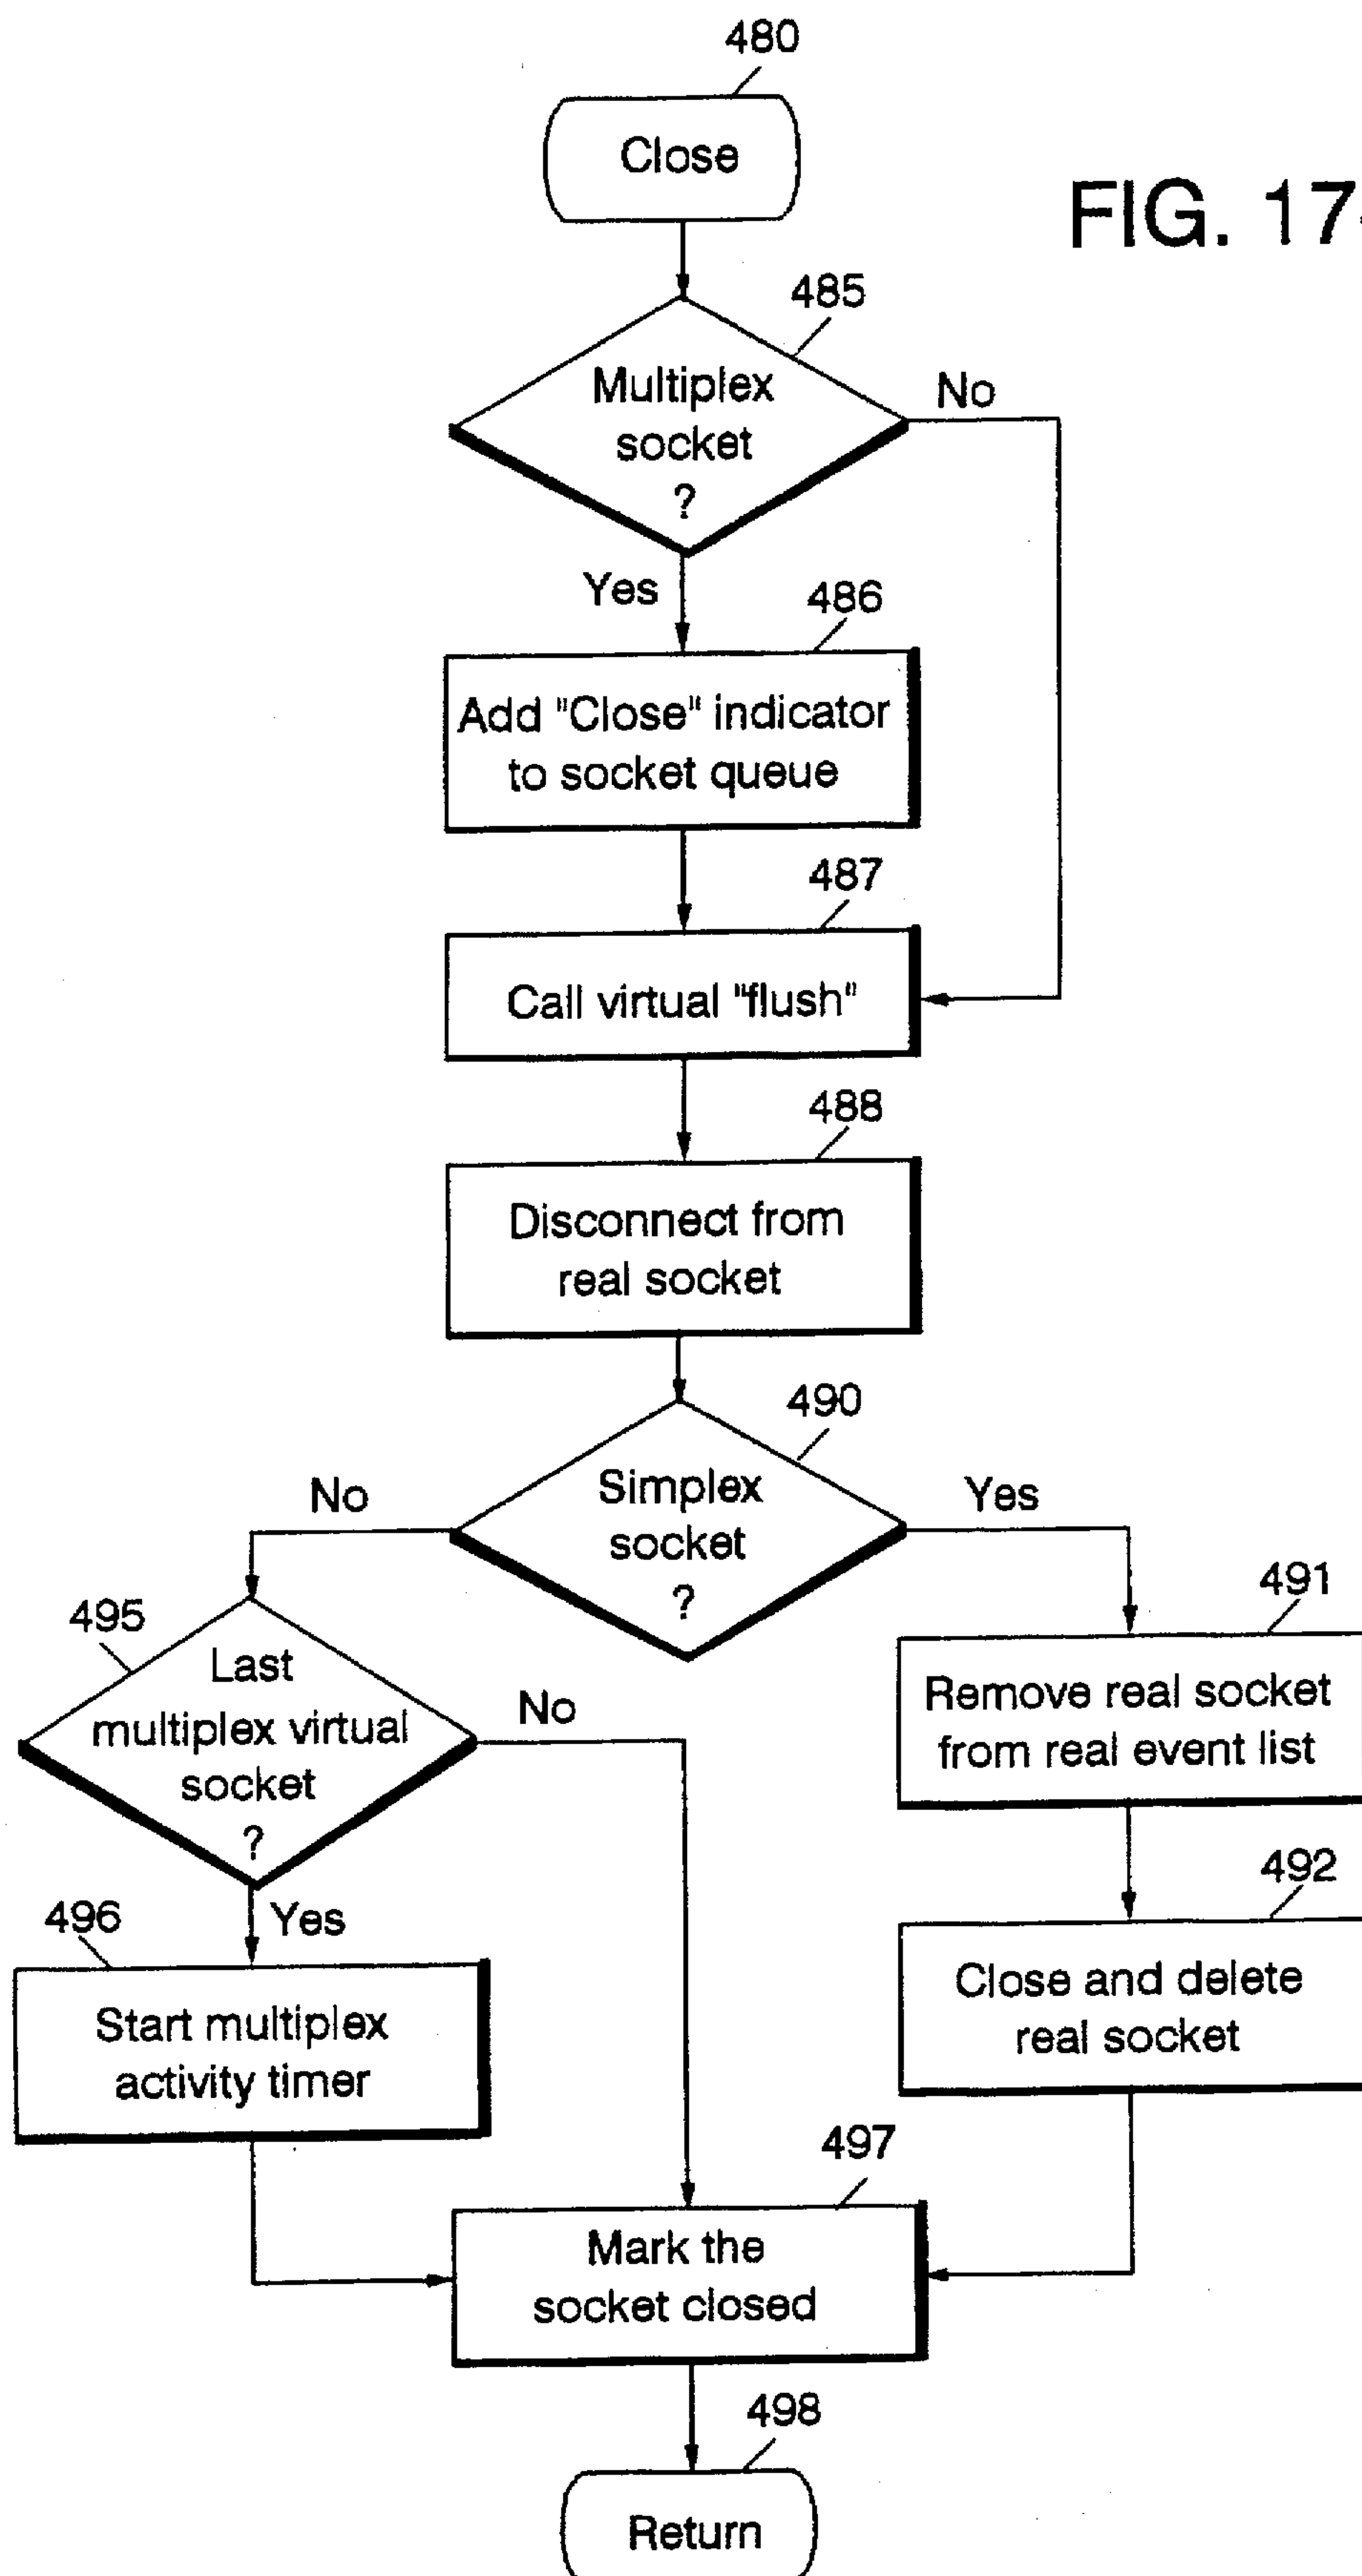 480
Close
FIG. 17
485
Multiplex
socket
?
No
Yes
486
Add "Close" indicator
to socket queue
487
Call virtual "flush"
488
Disconnect from
real socket
490
Simplex
socket
?
No
Yes
495
Last
multiplex virtual
socket
?
No
491
Remove real socket
from real event list
496
Yes
492
Close and delete
real socket
Start multiplex
activity timer
497
Mark the
socket closed
498
Return